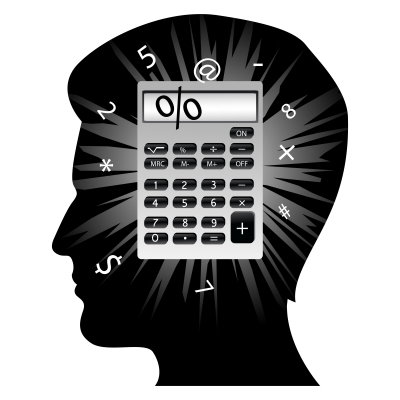 5 @ -
2 8
* ×
#
$ 7
%
ON
√ % ÷ −
MRC M- M+ OFF
1 2 3 −
4 5 6 ×
7 8 9 +
0 • =